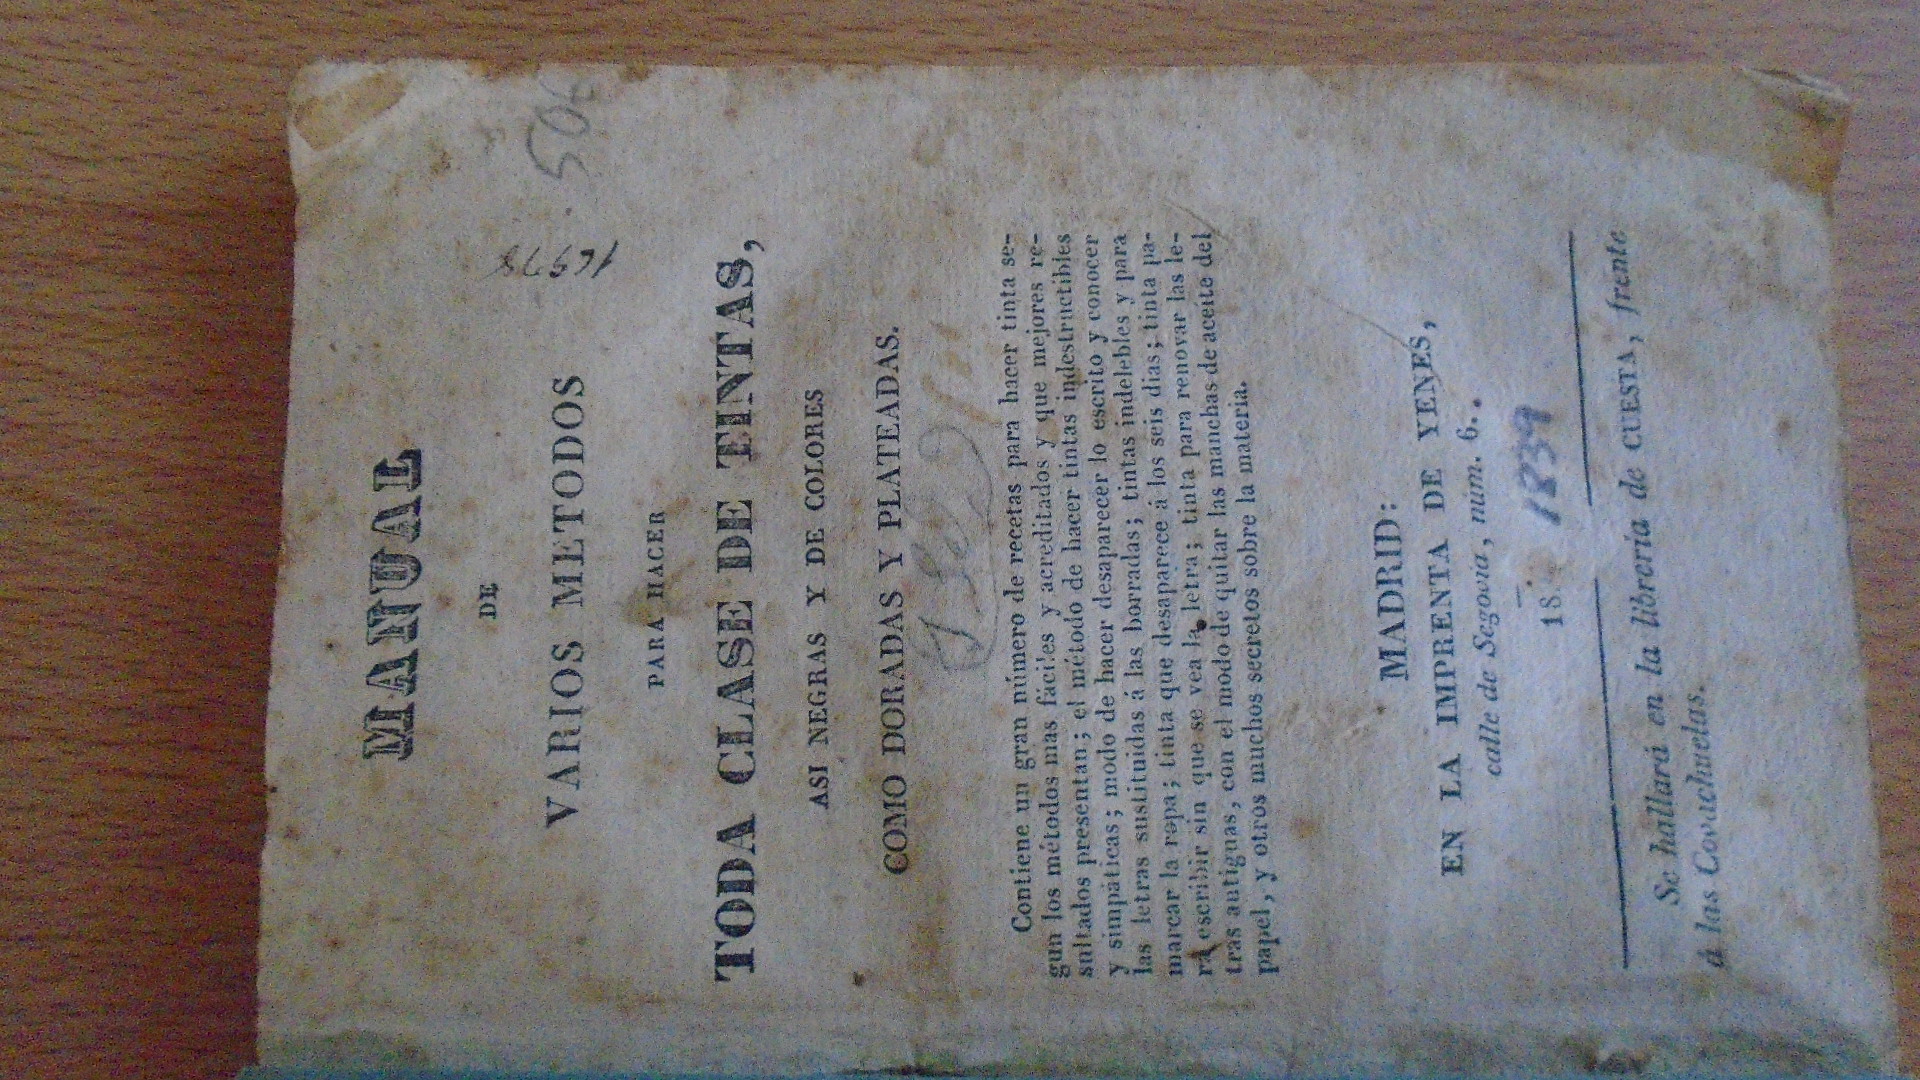 506
16978
MANUAL
DE
VARIOS METODOS
PARA HACER
TODA CLASE DE TINTAS,
ASI NEGRAS Y DE COLORES
COMO DORADAS Y PLATEADAS.
Contiene un gran número de recetas para hacer tinta se-
gun los métodos mas fáciles y acreditados y que mejores re-
sultados presentan; el método de hacer tintas indestructibles
y simpáticas; modo de hacer desaparecer lo escrito y conocer
las letras sustituidas á las borradas; tintas indelebles y para
marcar la ropa; tinta que desaparece á los seis dias; tinta pa-
ra escribir sin que se vea la letra; tinta para renovar las le-
tras antiguas, con el modo de quitar las manchas de aceite del
papel, y otros muchos secretos sobre la materia.
MADRID:
EN LA IMPRENTA DE YENES,
calle de Segovia, núm. 6.
18 1839
Se hallará en la librería de CUESTA, frente
á las Covachuelas.